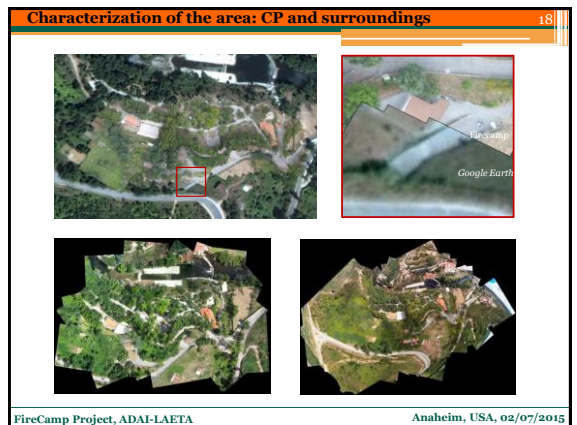 Characterization of the area: CP and surroundings
18
Firecamp
Google Earth
FireCamp Project, ADAI-LAETA
Anaheim, USA, 02/07/2015